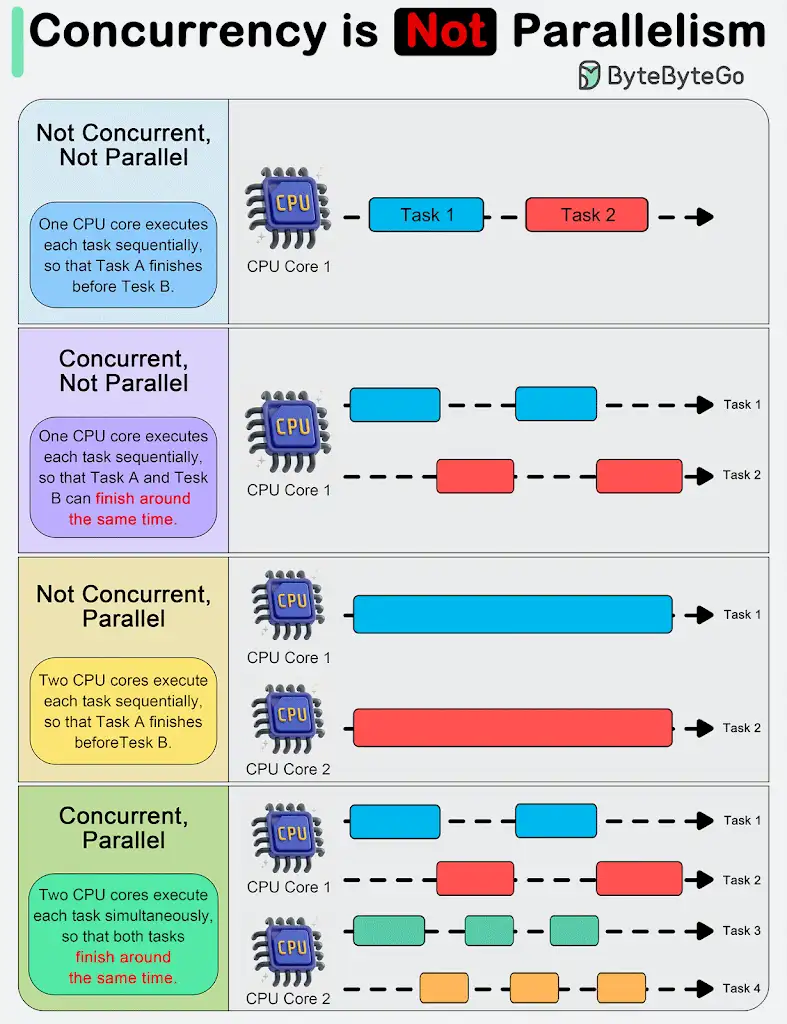 Concurrency is Not Parallelism
ByteByteGo
Not Concurrent,
Not Parallel
One CPU core executes
each task sequentially,
so that Task A finishes
before Tesk B.
CPU
CPU Core 1
Task 1
Task 2
Concurrent,
Not Parallel
One CPU core executes
each task sequentially,
so that Task A and Tesk
B can finish around
the same time.
CPU
CPU Core 1
Task 1
Task 2
Not Concurrent,
Parallel
Two CPU cores execute
each task sequentially,
so that Task A finishes
beforeTesk B.
CPU
CPU Core 1
Task 1
CPU
CPU Core 2
Task 2
Concurrent,
Parallel
Two CPU cores execute
each task simultaneously,
so that both tasks
finish around
the same time.
CPU
CPU Core 1
Task 1
Task 2
CPU
CPU Core 2
Task 3
Task 4